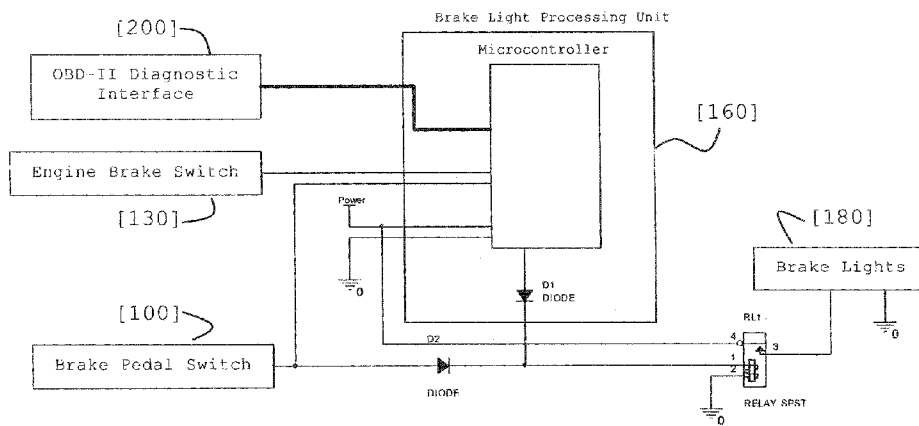 Brake Light Processing Unit
[200]
Microcontroller
OBD-II Diagnostic
Interface
[160]
Engine Brake Switch
[130]
Power
[180]
0
Brake Lights
D1
DIODE
[100]
0
RL1
D2
4
3
Brake Pedal Switch
1
2
DIODE
RELAY SPST
0